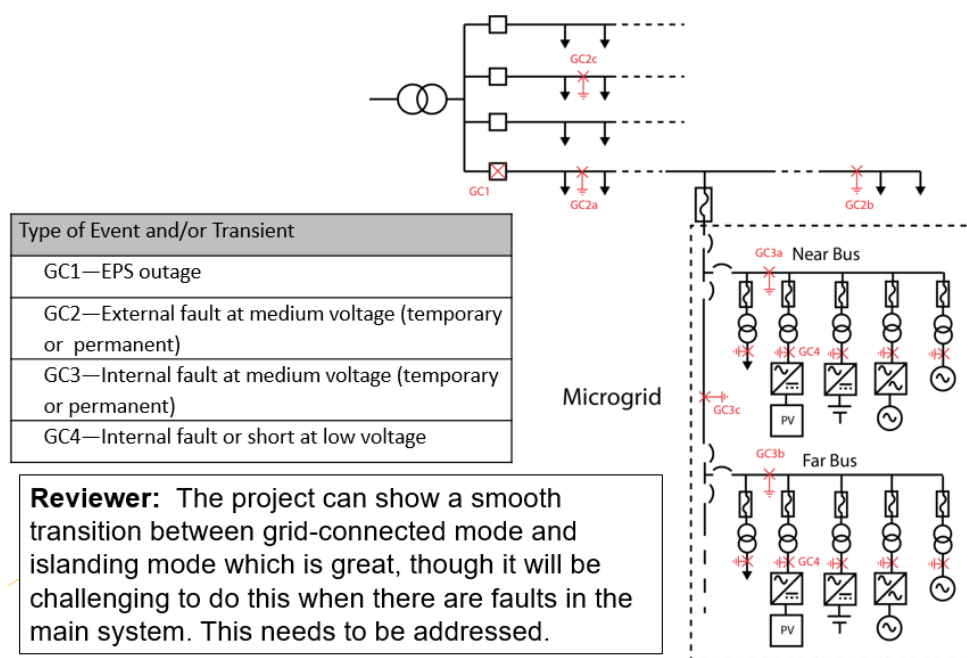 GC2c
GC1
GC2a
GC2b
Type of Event and/or Transient
GC1—EPS outage
GC2—External fault at medium voltage (temporary
or permanent)
GC3—Internal fault at medium voltage (temporary
or permanent)
GC4—Internal fault or short at low voltage
GC3a
Near Bus
GC4
PV
Microgrid
GC3c
GC3b
Far Bus
GC4
PV
Reviewer: The project can show a smooth
transition between grid-connected mode and
islanding mode which is great, though it will be
challenging to do this when there are faults in the
main system. This needs to be addressed.